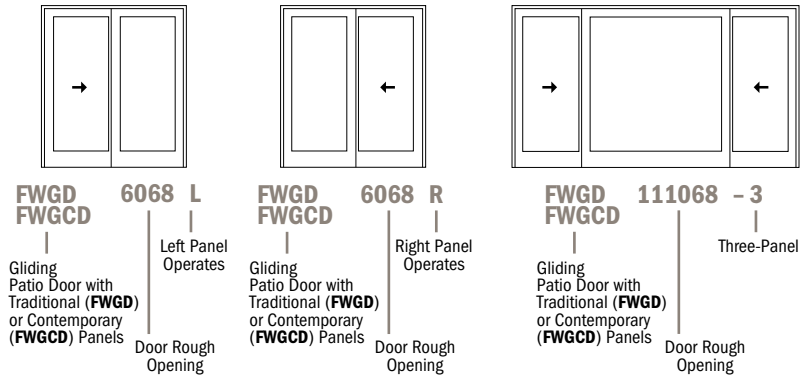 FWGD 6068 L
FWGCD
Left Panel
Operates
Gliding
Patio Door with
Traditional (FWGD)
or Contemporary
(FWGCD) Panels
Door Rough
Opening
FWGD 6068 R
FWGCD
Right Panel
Operates
Gliding
Patio Door with
Traditional (FWGD)
or Contemporary
(FWGCD) Panels
Door Rough
Opening
FWGD 111068 – 3
FWGCD
Three-Panel
Gliding
Patio Door with
Traditional (FWGD)
or Contemporary
(FWGCD) Panels
Door Rough
Opening